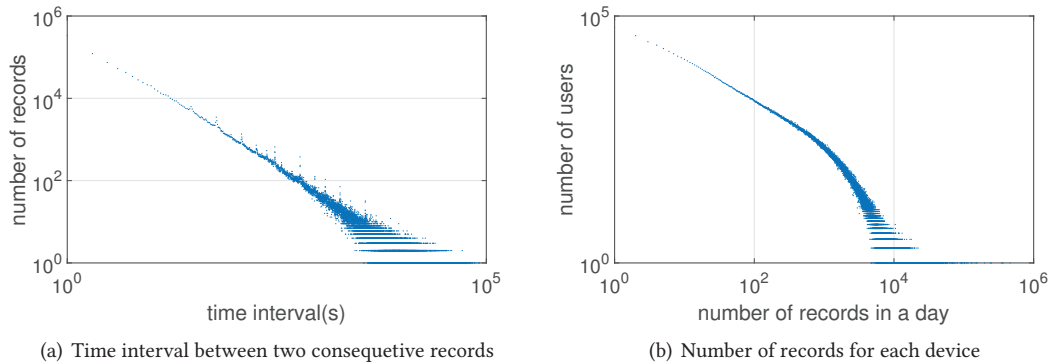 10^6
10^4
10^2
10^0
number of records
10^0
10^5
time interval(s)
(a) Time interval between two consequetive records
10^5
10^0
number of users
10^0
10^2
10^4
10^6
number of records in a day
(b) Number of records for each device